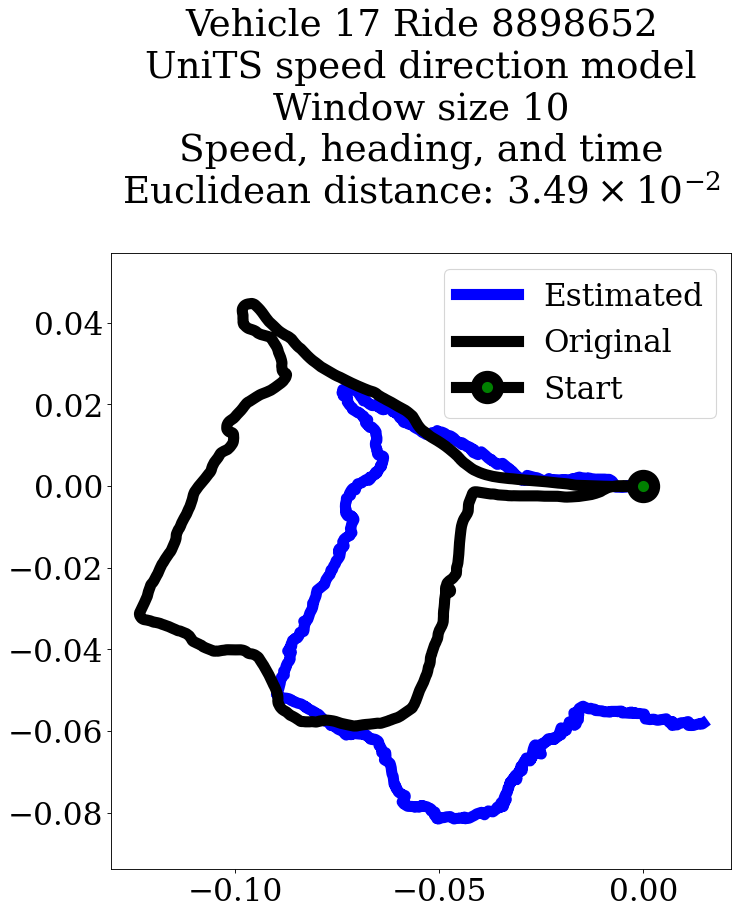 Vehicle 17 Ride 8898652
UniTS speed direction model
Window size 10
Speed, heading, and time
Euclidean distance: 3.49 × 10⁻²
Estimated
Original
Start
0.04
0.02
0.00
−0.02
−0.04
−0.06
−0.08
−0.10 −0.05 0.00